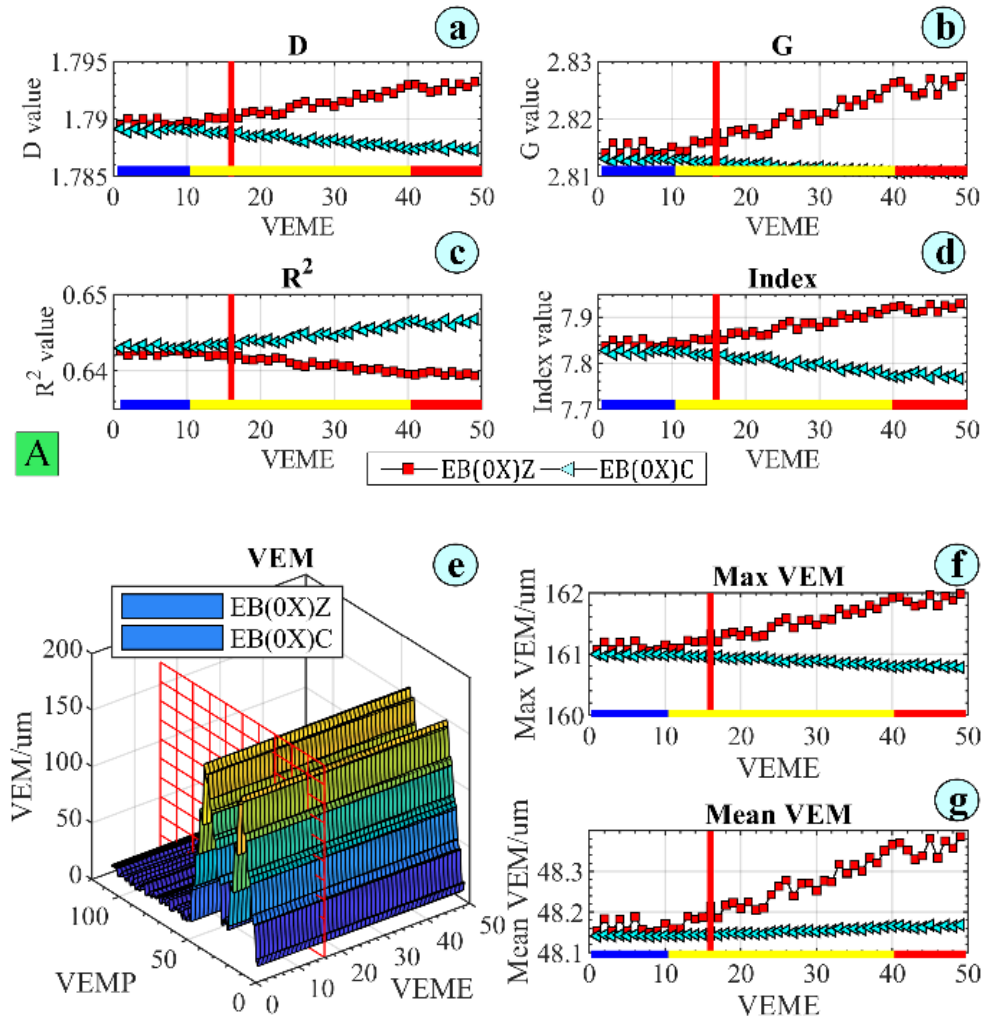 a
D
1.795
1.79
1.785
D value
0 10 20 30 40 50
VEME
b
G
2.83
2.82
2.81
G value
0 10 20 30 40 50
VEME
c
R²
0.65
0.64
R² value
0 10 20 30 40 50
VEME
d
Index
7.9
7.8
7.7
Index value
0 10 20 30 40 50
VEME
A
EB(0X)Z EB(0X)C
e
VEM
EB(0X)Z
EB(0X)C
200
150
100
50
0
VEM/um
100
50
0
VEMP
0 10 20 30 40 50
VEME
f
Max VEM
162
161
160
Max VEM/um
0 10 20 30 40 50
VEME
g
Mean VEM
48.3
48.2
48.1
Mean VEM/um
0 10 20 30 40 50
VEME